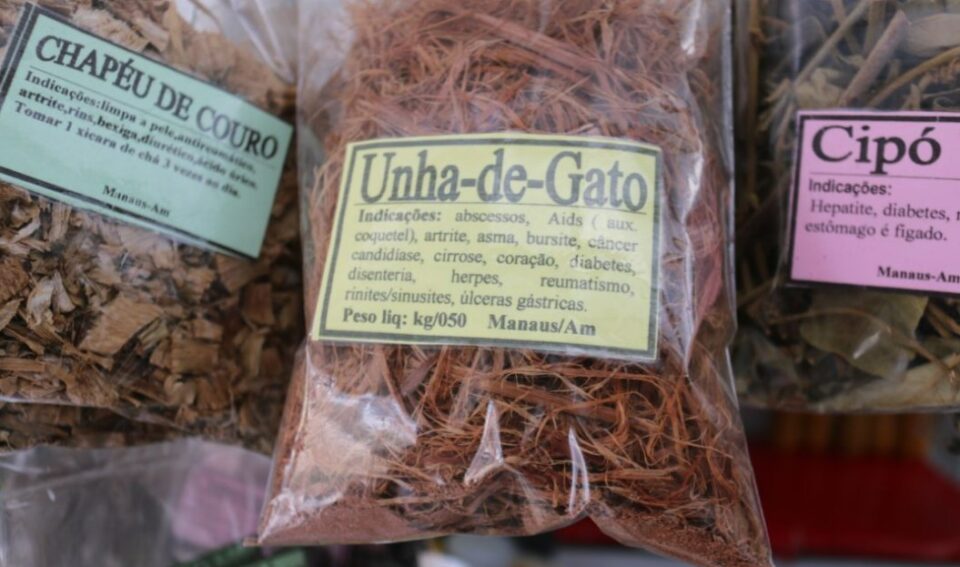 CHAPÉU DE COURO
Indicações:limpa a pele,antireumático,
artrite,rins,bexiga,diurético,ácido úrico.
Tomar 1 xicara de chá 3 vezes ao dia.
Manaus-Am
Unha-de-Gato
Indicações: abscessos, Aids ( aux.
coquetel), artrite, asma, bursite, câncer
candidíase, cirrose, coração, diabetes,
disenteria, herpes, reumatismo,
rinites/sinusites, úlceras gástricas.
Peso liq: kg/050 Manaus/Am
Cipó
Indicações:
Hepatite, diabetes,
estômago é fígado.
Manaus-Am